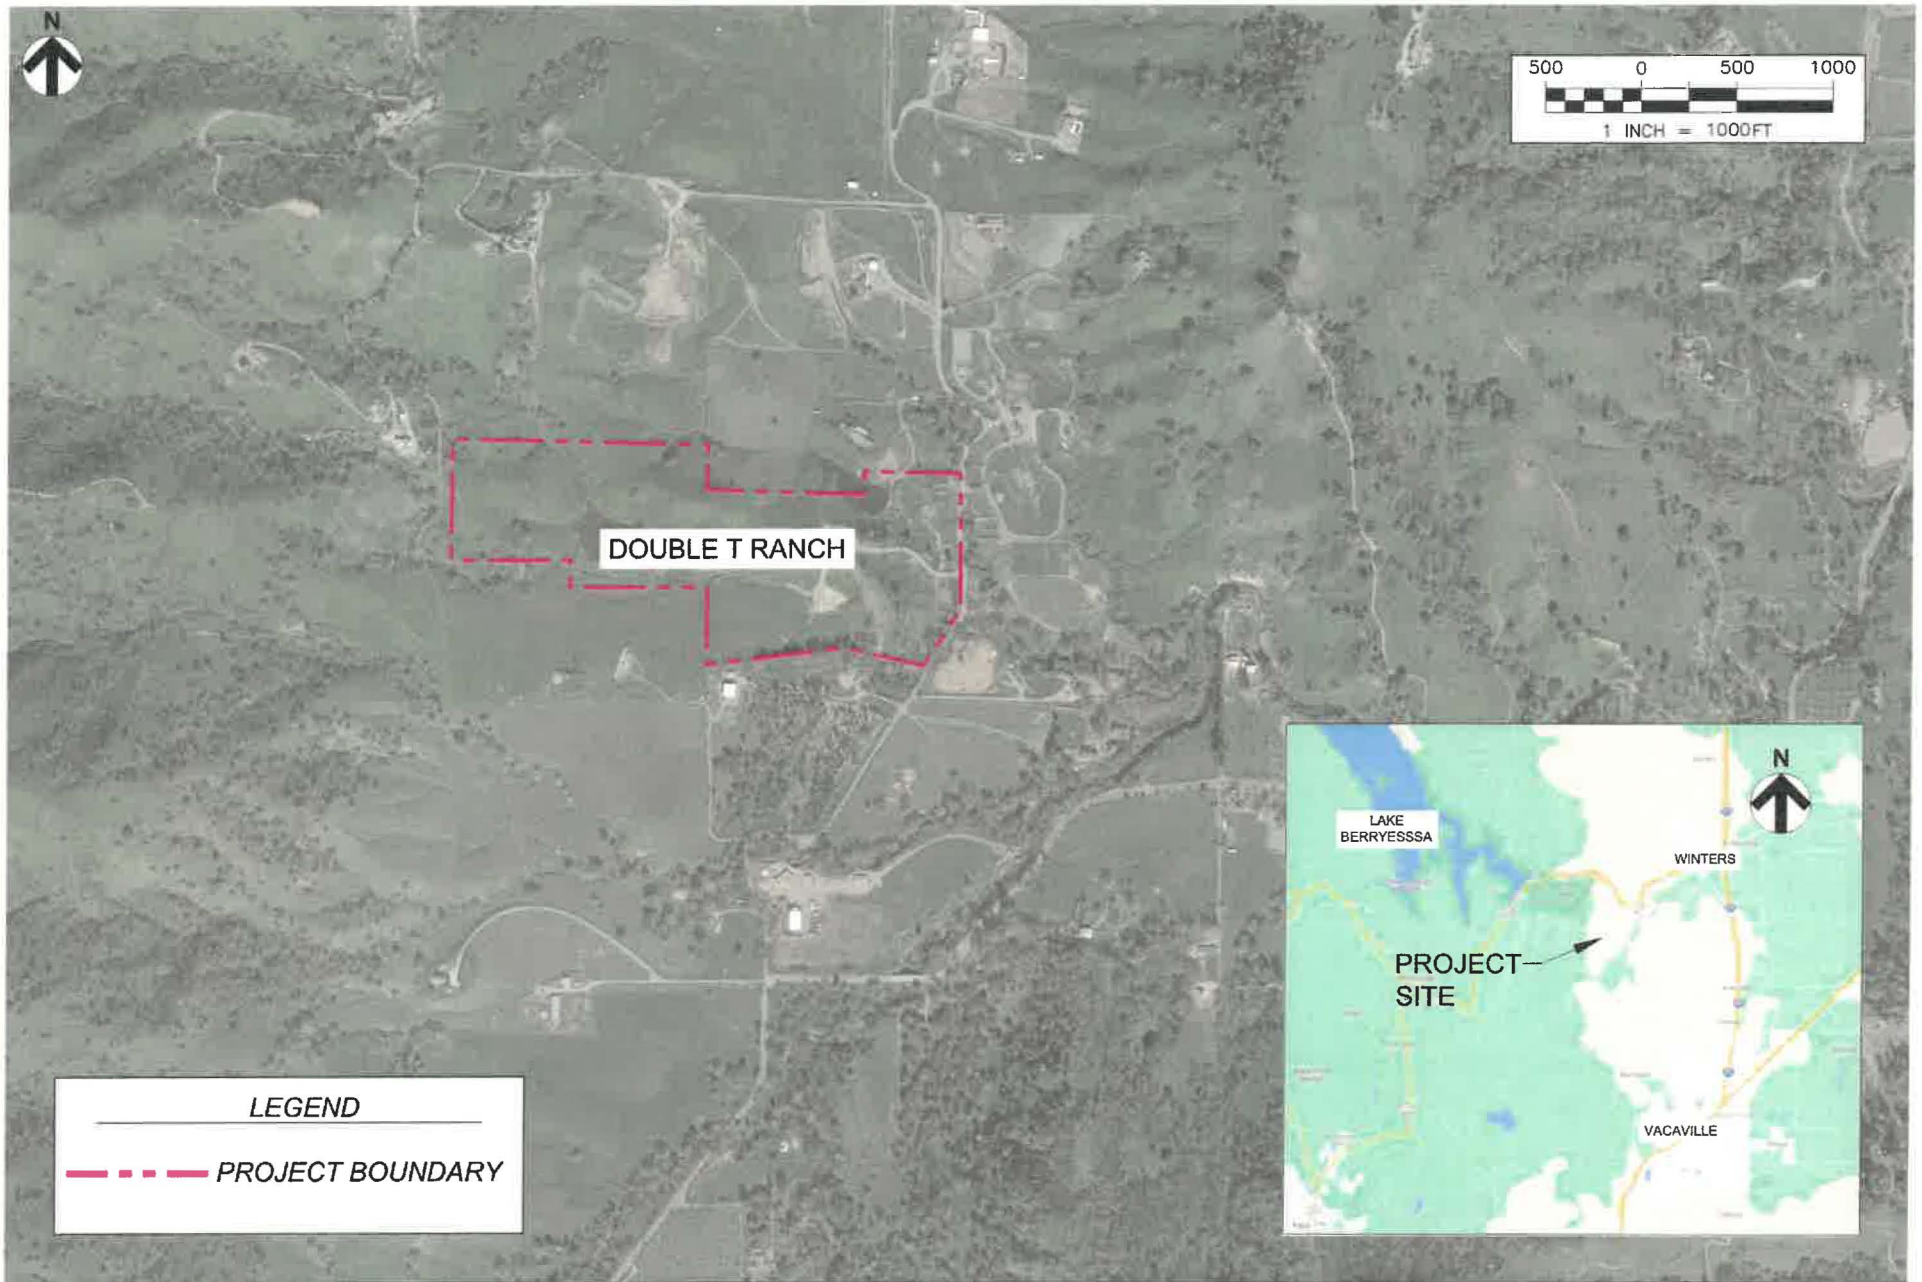 N
500 0 500 1000
1 INCH = 1000FT
DOUBLE T RANCH
N
LAKE
BERRYESSSA
WINTERS
PROJECT
SITE
VACAVILLE
LEGEND
PROJECT BOUNDARY